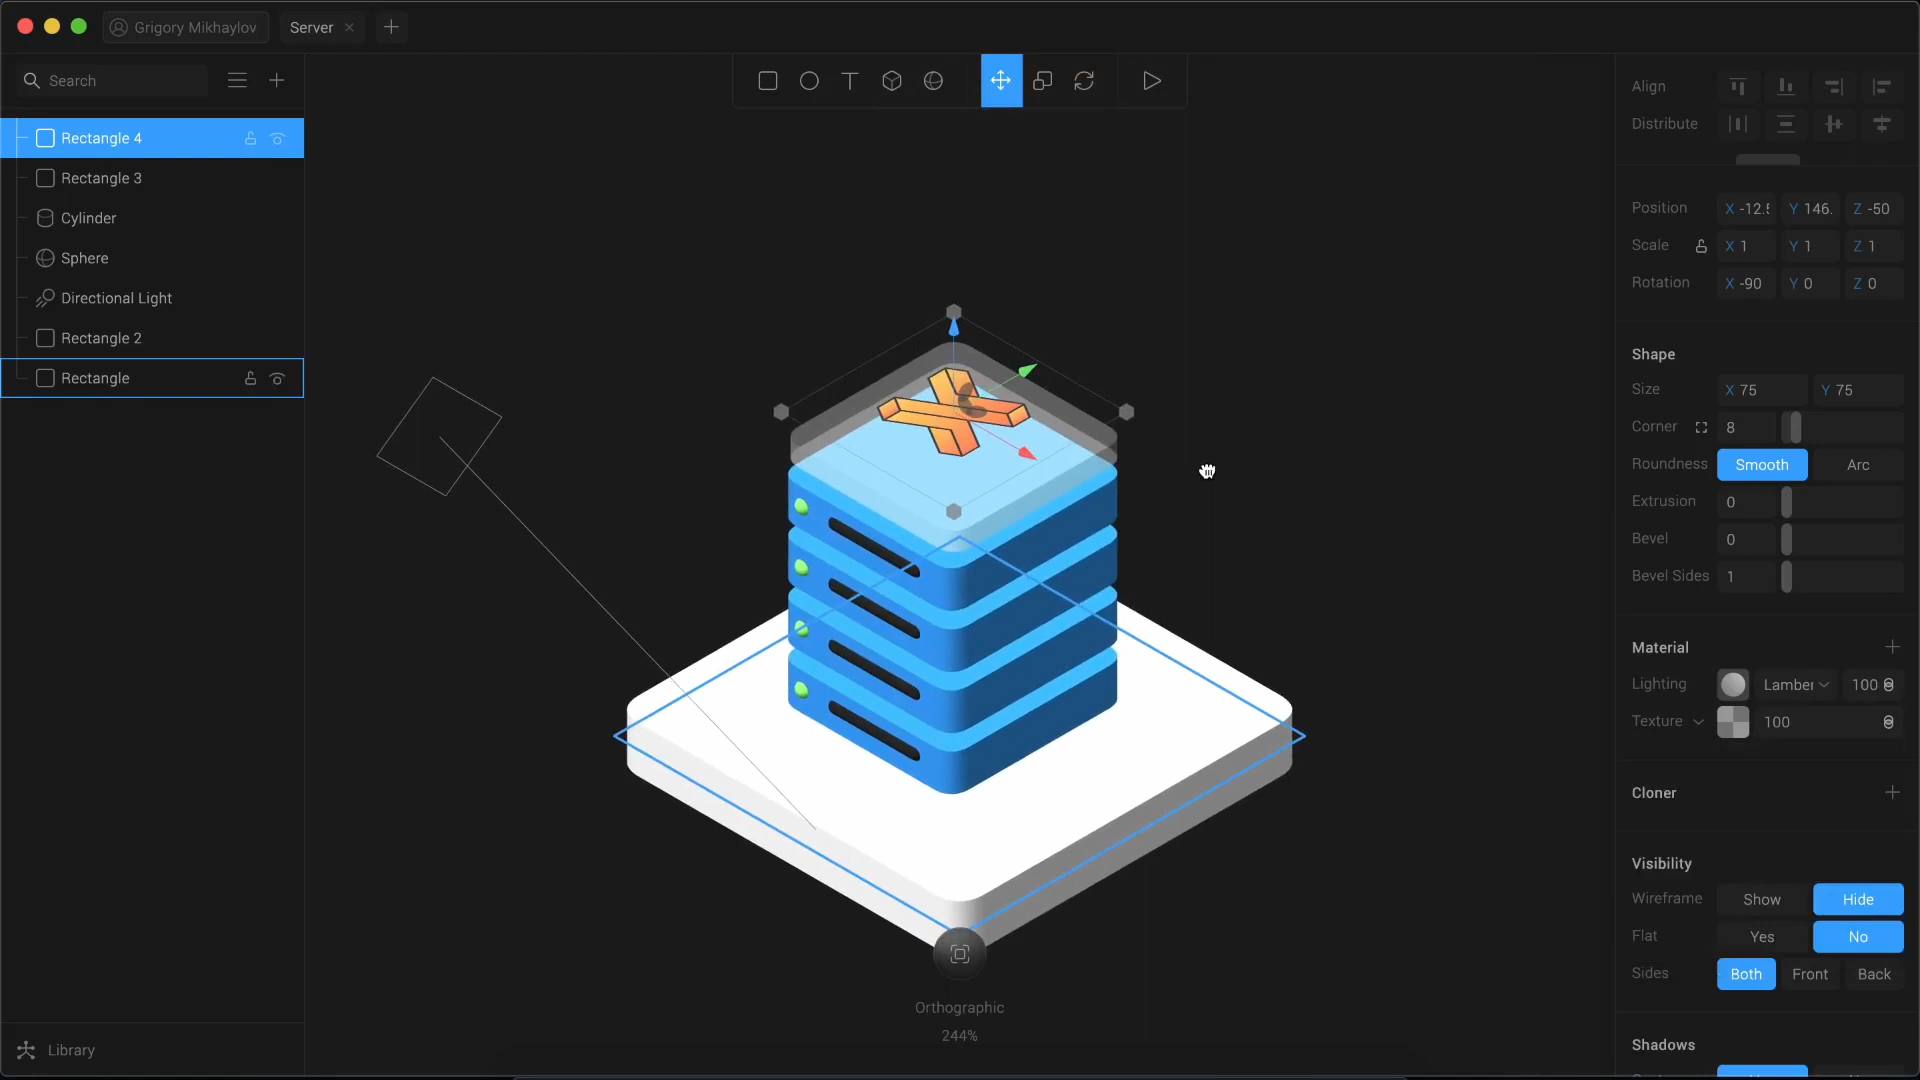 Grigory Mikhaylov
Server
Search
Rectangle 4
Rectangle 3
Cylinder
Sphere
Directional Light
Rectangle 2
Rectangle
Library
Orthographic
244%
Align
Distribute
Position X -12.5 Y 146. Z -50
Scale X 1 Y 1 Z 1
Rotation X -90 Y 0 Z 0
Shape
Size X 75 Y 75
Corner 8
Roundness Smooth Arc
Extrusion 0
Bevel 0
Bevel Sides 1
Material
Lighting Lamber 100
Texture 100
Cloner
Visibility
Wireframe Show Hide
Flat Yes No
Sides Both Front Back
Shadows